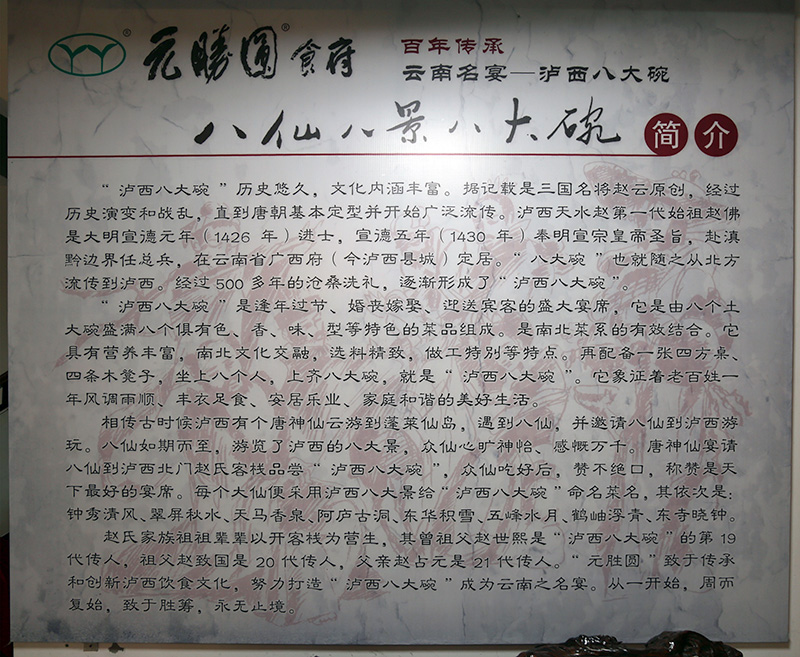 元勝圓®食府
百年传承
云南名宴—泸西八大碗
八仙八景八大碗 简介
“泸西八大碗”历史悠久，文化内涵丰富。据记载是三国名将赵云原创，经过
历史演变和战乱，直到唐朝基本定型并开始广泛流传。泸西天水赵第一代始祖赵佛
是大明宣德元年（1426 年）进士，宣德五年（1430 年）奉明宣宗皇帝圣旨，赴滇
黔边界任总兵，在云南省广西府（今泸西县城）定居。“八大碗”也就随之从北方
流传到泸西。经过500多年的沧桑洗礼，逐渐形成了“泸西八大碗”。
“泸西八大碗”是逢年过节、婚丧嫁娶、迎送宾客的盛大宴席，它是由八个土
大碗盛满八个俱有色、香、味、型等特色的菜品组成。是南北菜系的有效结合。它
具有营养丰富，南北文化交融，选料精致，做工特别等特点。再配备一张四方桌、
四条木凳子，坐上八个人，上齐八大碗，就是“泸西八大碗”。它象征着老百姓一
年风调雨顺、丰衣足食、安居乐业、家庭和谐的美好生活。
相传古时候泸西有个唐神仙云游到蓬莱仙岛，遇到八仙，并邀请八仙到泸西游
玩。八仙如期而至，游览了泸西的八大景，众仙心旷神怡、感慨万千。唐神仙宴请
八仙到泸西北门赵氏客栈品尝“泸西八大碗”，众仙吃好后，赞不绝口，称赞是天
下最好的宴席。每个大仙便采用泸西八大景给“泸西八大碗”命名菜名，其依次是：
钟秀清风、翠屏秋水、天马香泉、阿庐古洞、东华积雪、五峰水月、鹤岫浮青、东寺晓钟。
赵氏家族祖祖辈辈以开客栈为营生，其曾祖父赵世熙是“泸西八大碗”的第19
代传人，祖父赵致国是20代传人，父亲赵占元是21代传人。“元胜圆”致于传承
和创新泸西饮食文化，努力打造“泸西八大碗”成为云南之名宴。从一开始，周而
复始，致于胜筹，永无止境。